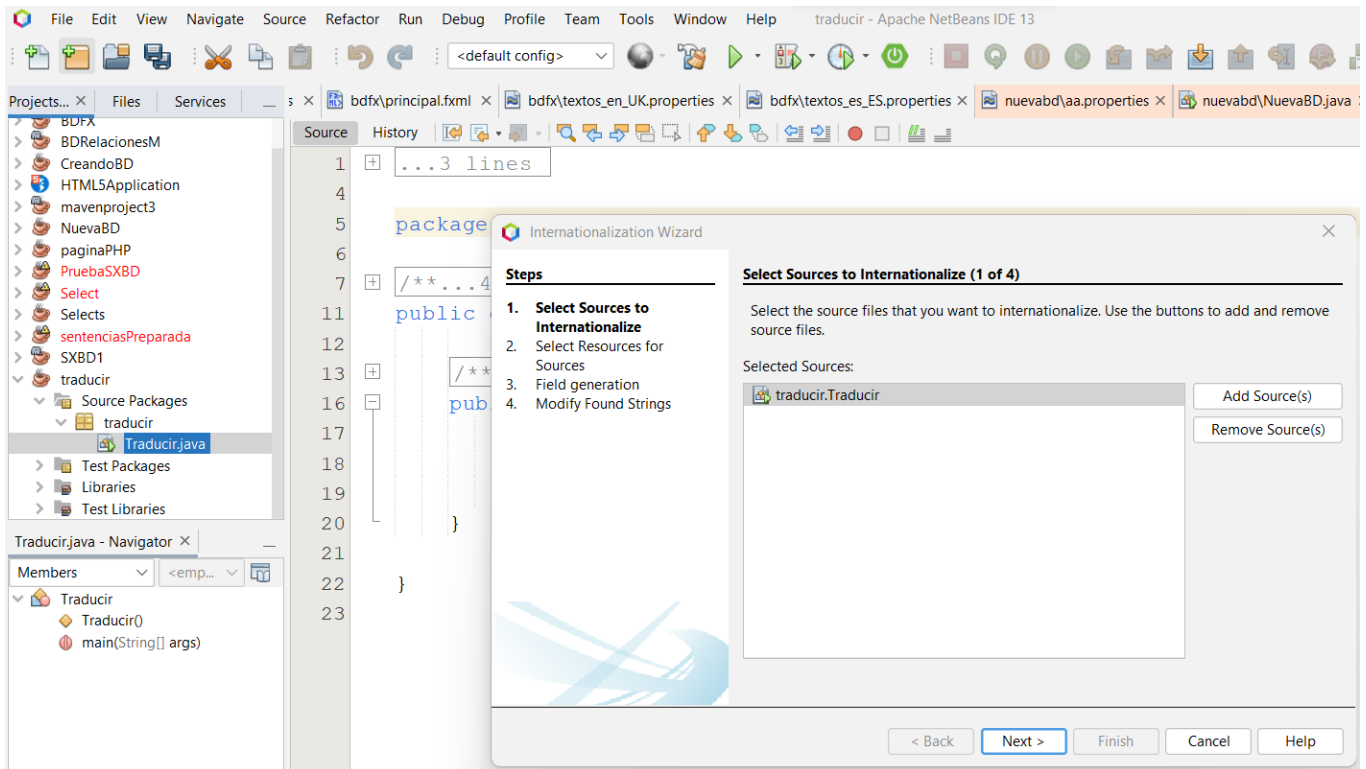 File Edit View Navigate Source Refactor Run Debug Profile Team Tools Window Help traducir - Apache NetBeans IDE 13
<default config>
Projects... Files Services
s bdfx\principal.fxml bdfx\textos_en_UK.properties bdfx\textos_es_ES.properties nuevabd\aa.properties nuevabd\NuevaBD.java
Source History
BDFX
BDRelacionesM
CreandoBD
HTML5Application
mavenproject3
NuevaBD
paginaPHP
PruebaSXBD
Select
Selects
sentenciasPreparada
SXBD1
traducir
Source Packages
traducir
Traducir.java
Test Packages
Libraries
Test Libraries
Traducir.java - Navigator
Members <emp...
Traducir
Traducir()
main(String[] args)
1 ...3 lines
4
5 package
6
7 /**...4
11 public
12
13 /**
16 pub
17
18
19
20 }
21
22 }
23
Internationalization Wizard
Steps
1. Select Sources to
Internationalize
2. Select Resources for
Sources
3. Field generation
4. Modify Found Strings
Select Sources to Internationalize (1 of 4)
Select the source files that you want to internationalize. Use the buttons to add and remove
source files.
Selected Sources:
traducir.Traducir
Add Source(s)
Remove Source(s)
< Back Next > Finish Cancel Help